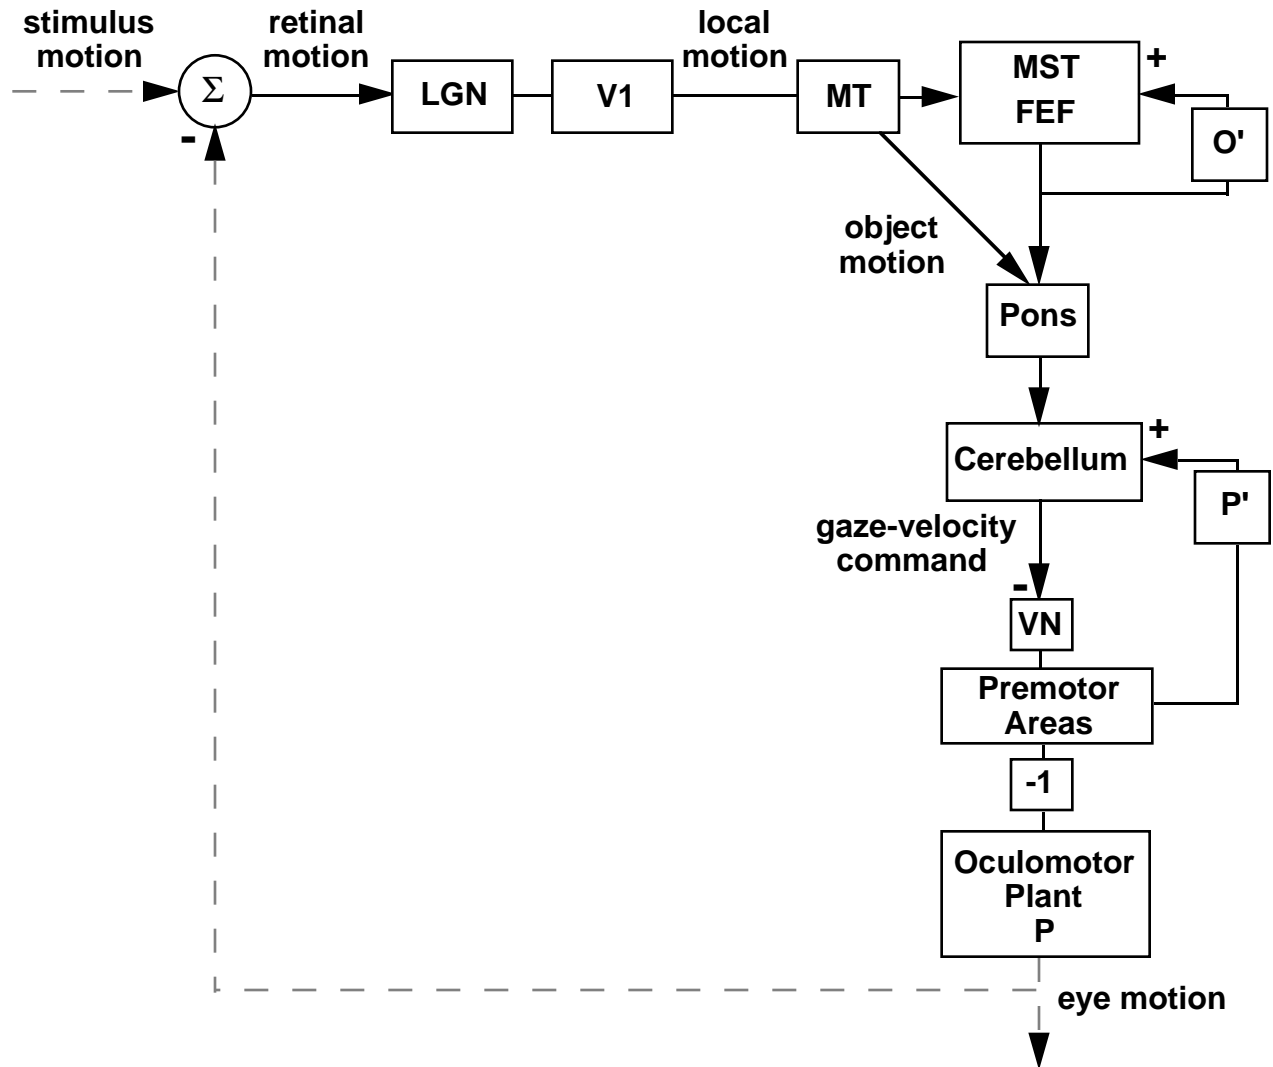 stimulus
motion
retinal
motion
local
motion
Σ
-
LGN
V1
MT
MST
FEF
+
O'
object
motion
Pons
Cerebellum
+
P'
gaze-velocity
command
-
VN
Premotor
Areas
-1
Oculomotor
Plant
P
eye motion